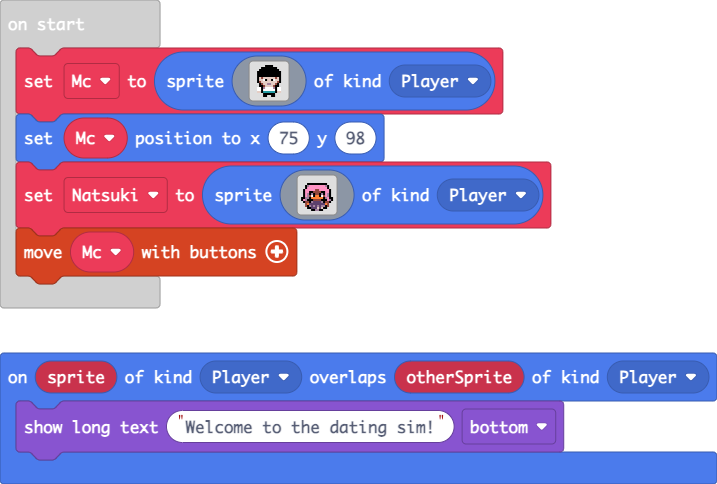 on start
set Mc to sprite of kind Player
set Mc position to x 75 y 98
set Natsuki to sprite of kind Player
move Mc with buttons
on sprite of kind Player overlaps otherSprite of kind Player
show long text "Welcome to the dating sim!" bottom